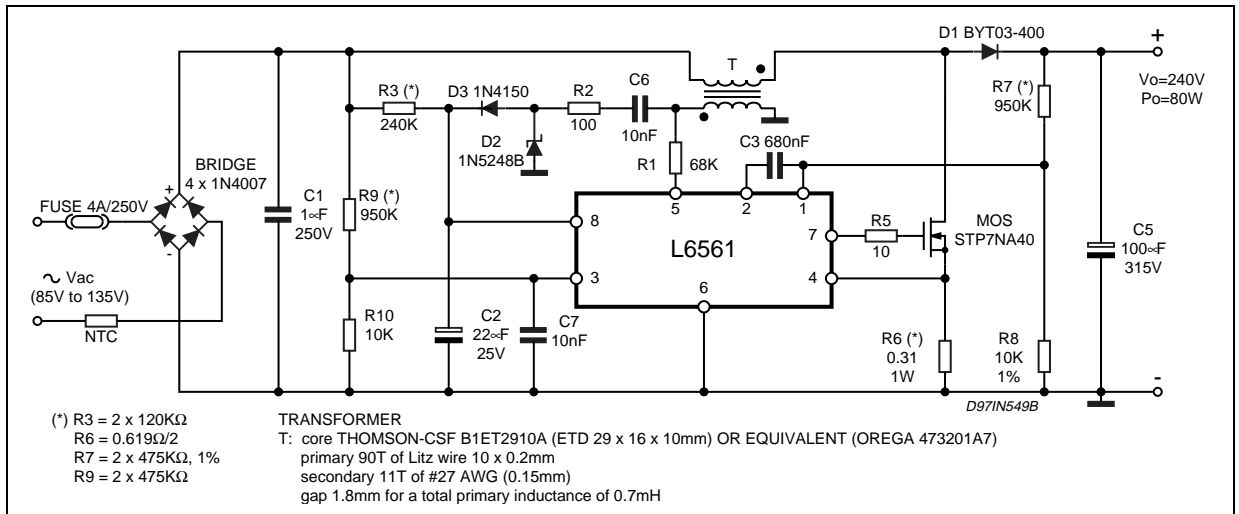 D1 BYT03-400
+
T
Vo=240V
Po=80W
R7 (*)
950K
C6
10nF
R3 (*)
240K
D3 1N4150
R2
100
D2
1N5248B
C3 680nF
R1
68K
BRIDGE
4 x 1N4007
+
-
FUSE 4A/250V
C1
1∝F
250V
R9 (*)
950K
5
2
1
8
7
L6561
3
4
6
R5
10
MOS
STP7NA40
C5
100∝F
315V
~ Vac
(85V to 135V)
NTC
R10
10K
C2
22∝F
25V
C7
10nF
R6 (*)
0.31
1W
R8
10K
1%
-
D97IN549B
(*) R3 = 2 x 120KΩ
R6 = 0.619Ω/2
R7 = 2 x 475KΩ, 1%
R9 = 2 x 475KΩ
TRANSFORMER
T: core THOMSON-CSF B1ET2910A (ETD 29 x 16 x 10mm) OR EQUIVALENT (OREGA 473201A7)
primary 90T of Litz wire 10 x 0.2mm
secondary 11T of #27 AWG (0.15mm)
gap 1.8mm for a total primary inductance of 0.7mH